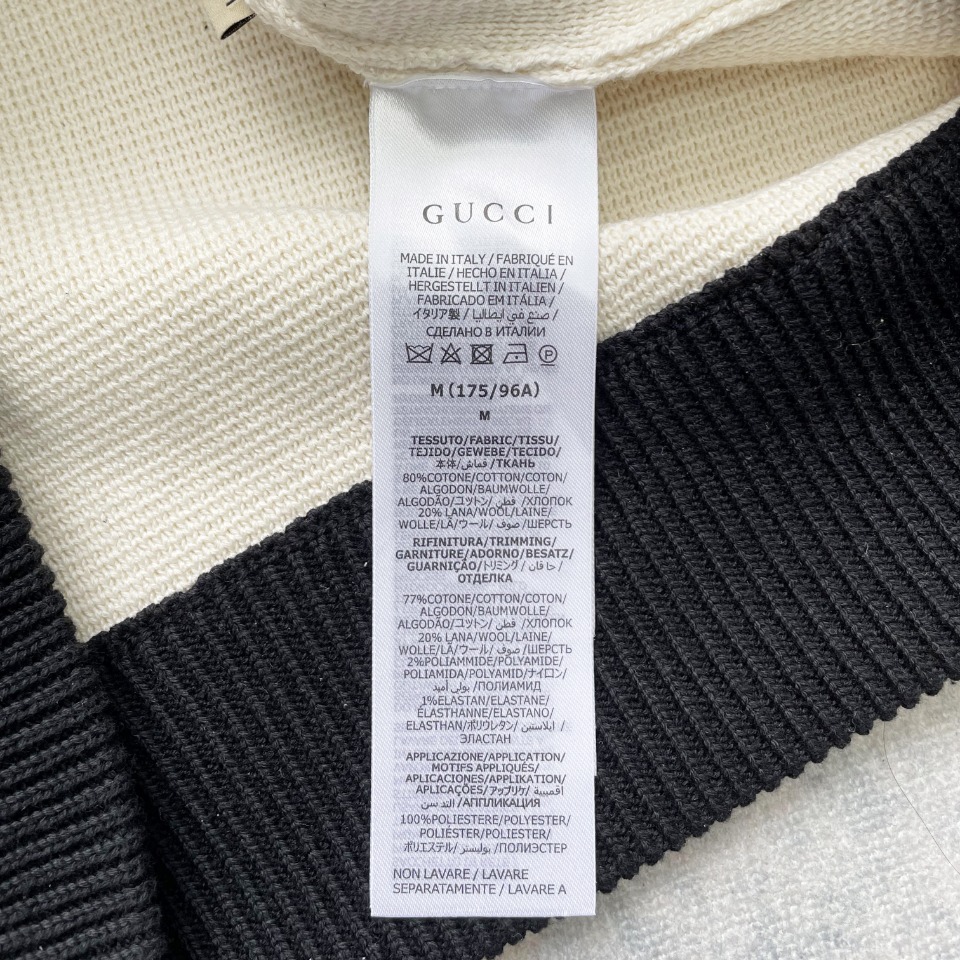 GUCCI
MADE IN ITALY / FABRIQUÉ EN
ITALIE / HECHO EN ITALIA /
HERGESTELLT IN ITALIEN /
FABRICADO EM ITÁLIA /
イタリア製 / صنع في ايطاليا /
СДЕЛАНО В ИТАЛИИ
P
M (175/96A)
M
TESSUTO/FABRIC/TISSU/
TEJIDO/GEWEBE/TECIDO/
本体/قماش /ТКАНЬ
80%COTONE/COTTON/COTON/
ALGODON/BAUMWOLLE/
ALGODÃO/コットン/ قطن /ХЛОПОК
20% LANA/WOOL/LAINE/
WOLLE/LÃ/ウール/ صوف /ШЕРСТЬ
RIFINITURA/TRIMMING/
GARNITURE/ADORNO/BESATZ/
GUARNIÇÃO/トリミング/ حافان /
ОТДЕЛКА
77%COTONE/COTTON/COTON/
ALGODON/BAUMWOLLE/
ALGODÃO/コットン/ قطن /ХЛОПОК
20% LANA/WOOL/LAINE/
WOLLE/LÃ/ウール/ صوف /ШЕРСТЬ
2%POLIAMMIDE/POLYAMIDE/
POLIAMIDA/POLYAMID/ナイロン/
بولي أميد /ПОЛИАМИД
1%ELASTAN/ELASTANE/
ÉLASTHANNE/ELASTANO/
ELASTHAN/ポリウレタン/ ايلاستين /
ЭЛАСТАН
APPLICAZIONE/APPLICATION/
MOTIFS APPLIQUÉS/
APLICACIONES/APPLIKATION/
APLICAÇÕES/アップリケ/
/АППЛИКАЦИЯ
100%POLIESTERE/POLYESTER/
POLIÉSTER/POLIESTER/
ポリエステル/ بوليستر /ПОЛИЭСТЕР
NON LAVARE / LAVARE
SEPARATAMENTE / LAVARE A